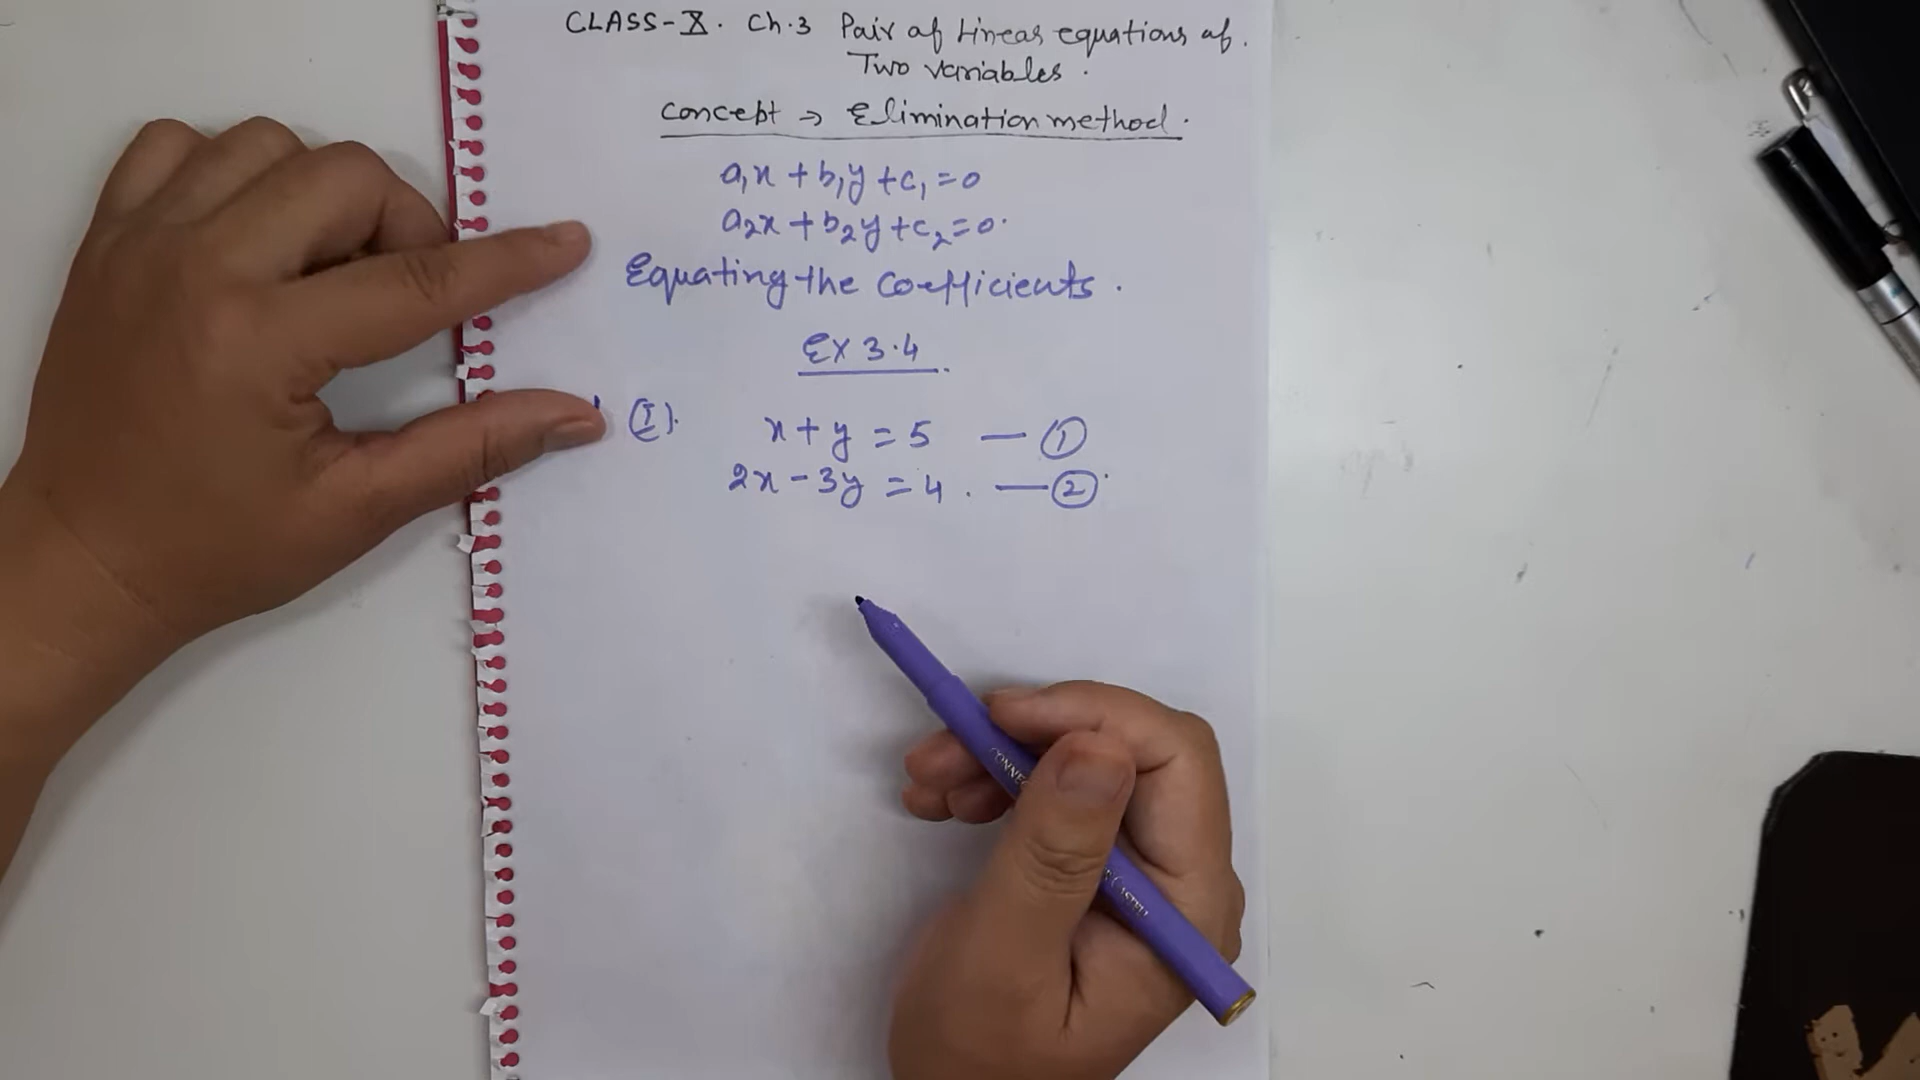 CLASS-X. Ch.3 Pair of Linear equations of.
Two variables.
Concept → Elimination method.
a₁x + b₁y + c₁ = 0
a₂x + b₂y + c₂ = 0.
Equating the Coefficients.
Ex 3.4
(I). x + y = 5 — ①
2x - 3y = 4. — ②